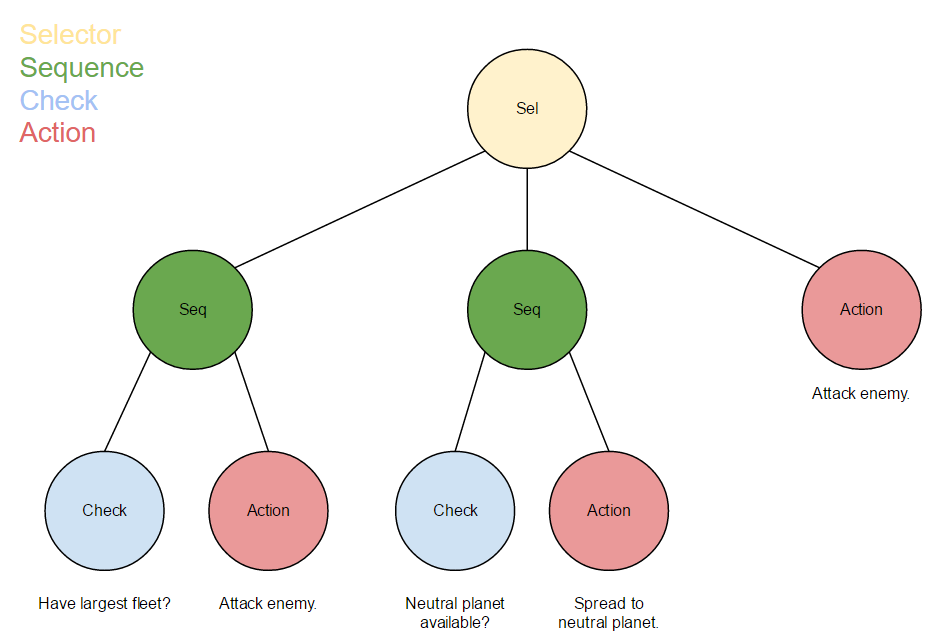 Selector
Sequence
Check
Action
Sel
Seq
Seq
Action
Attack enemy.
Check
Action
Check
Action
Have largest fleet?
Attack enemy.
Neutral planet
available?
Spread to
neutral planet.